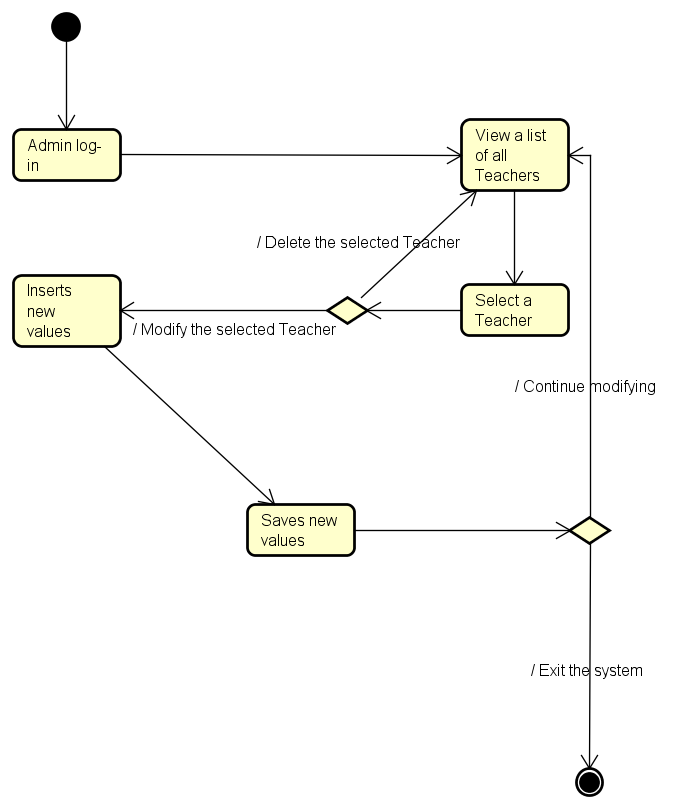 Admin log-
in
View a list
of all
Teachers
/ Delete the selected Teacher
Inserts
new
values
/ Modify the selected Teacher
Select a
Teacher
/ Continue modifying
Saves new
values
/ Exit the system